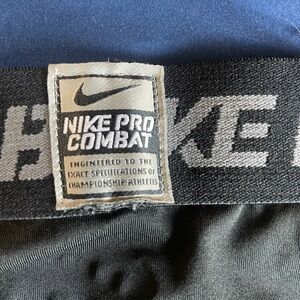 NIKE PRO
COMBAT
ENGINEERED TO THE
EXACT SPECIFICATIONS OF
CHAMPIONSHIP ATHLETES